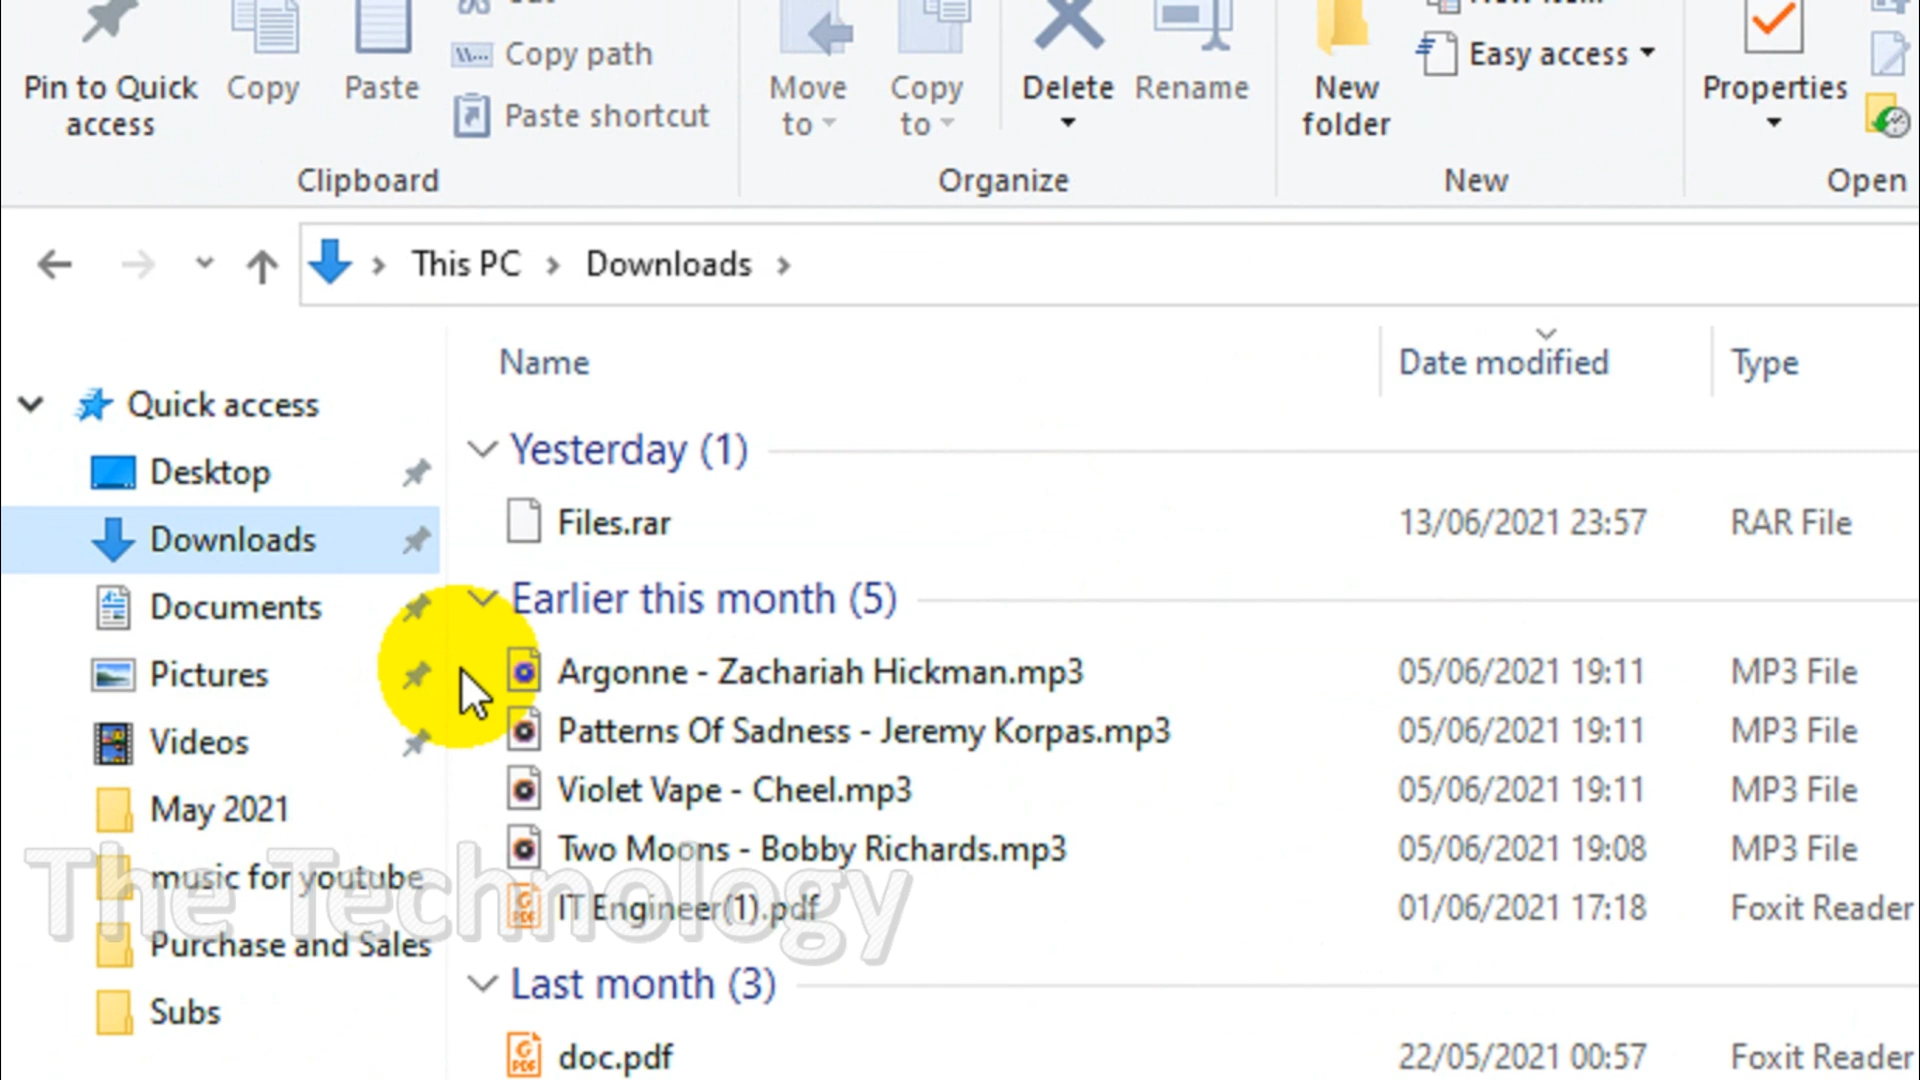 Copy path
Pin to Quick access
Copy
Paste
Paste shortcut
Move to
Copy to
Delete
Rename
New folder
Easy access
Properties
Clipboard
Organize
New
Open
This PC
Downloads
Name
Date modified
Type
Quick access
Desktop
Downloads
Documents
Pictures
Videos
May 2021
music for youtube
Purchase and Sales
Subs
Yesterday (1)
Files.rar 13/06/2021 23:57 RAR File
Earlier this month (5)
Argonne - Zachariah Hickman.mp3 05/06/2021 19:11 MP3 File
Patterns Of Sadness - Jeremy Korpas.mp3 05/06/2021 19:11 MP3 File
Violet Vape - Cheel.mp3 05/06/2021 19:11 MP3 File
Two Moons - Bobby Richards.mp3 05/06/2021 19:08 MP3 File
IT Engineer(1).pdf 01/06/2021 17:18 Foxit Reader
Last month (3)
doc.pdf 22/05/2021 00:57 Foxit Reader
The Technology